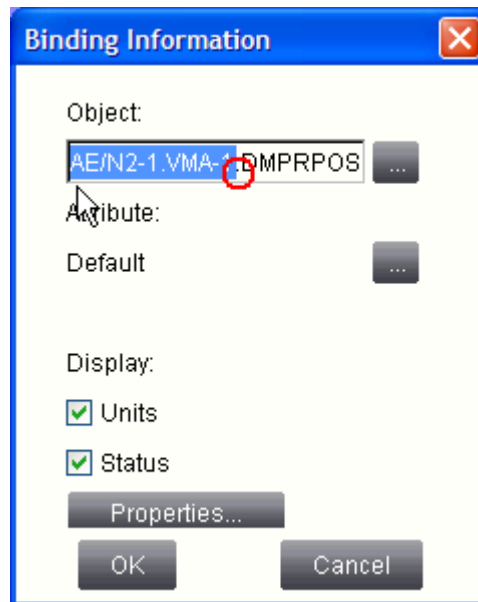 Binding Information
Object:
AE/N2-1.VMA-1.DMPRPOS ...
Attribute:
Default ...
Display:
Units
Status
Properties...
OK Cancel